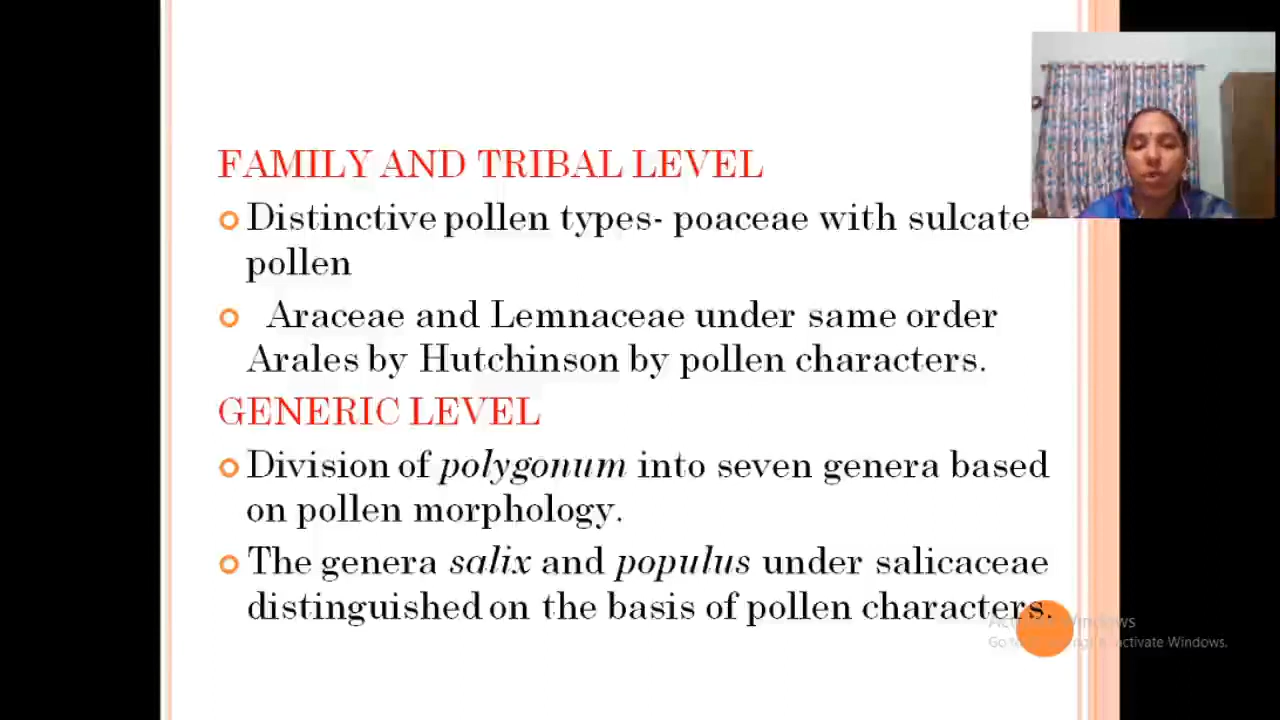 FAMILY AND TRIBAL LEVEL
Distinctive pollen types- poaceae with sulcate
pollen
Araceae and Lemnaceae under same order
Arales by Hutchinson by pollen characters.
GENERIC LEVEL
Division of polygonum into seven genera based
on pollen morphology.
The genera salix and populus under salicaceae
distinguished on the basis of pollen characters.
Windows
Go to activate Windows.